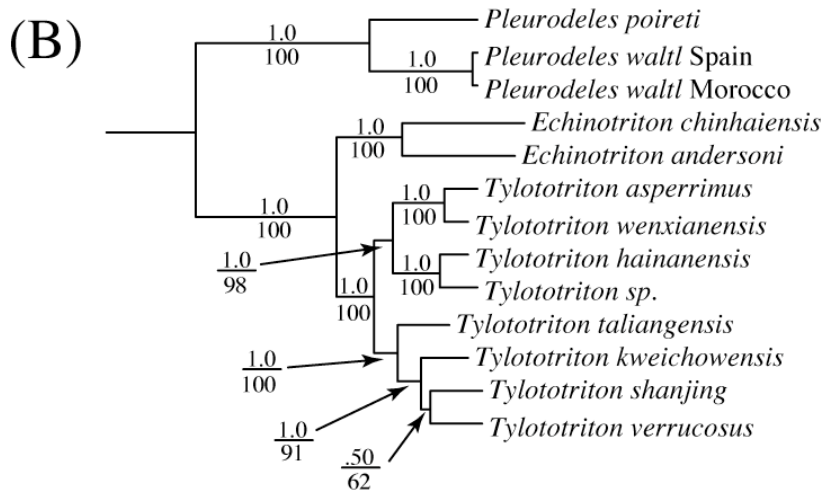 (B)
Pleurodeles poireti
1.0
100
Pleurodeles waltl Spain
1.0
100
Pleurodeles waltl Morocco
Echinotriton chinhaiensis
1.0
100
Echinotriton andersoni
Tylototriton asperrimus
1.0
100
1.0
100
Tylototriton wenxianensis
Tylototriton hainanensis
1.0
98
1.0
100
1.0
100
Tylototriton sp.
Tylototriton taliangensis
1.0
100
Tylototriton kweichowensis
Tylototriton shanjing
1.0
91
Tylototriton verrucosus
.50
62